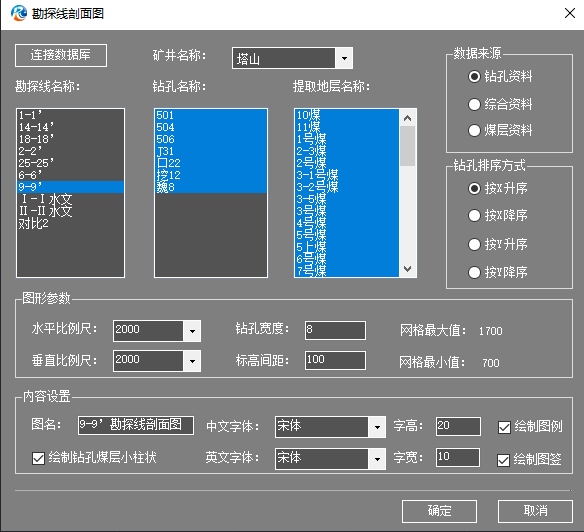 勘探线剖面图
连接数据库
矿井名称：
塔山
勘探线名称：
钻孔名称：
提取地层名称：
1-1’
14-14’
18-18’
2-2’
25-25’
6-6’
9-9’
Ⅰ-Ⅰ水文
Ⅱ-Ⅱ水文
对比2
501
504
506
J31
口22
挖12
魏8
10煤
11煤
1号煤
2-3煤
2号煤
3-1号煤
3-2号煤
3-5煤
3号煤
4号煤
5号煤
5上煤
6号煤
7号煤
数据来源
钻孔资料
综合资料
煤层资料
钻孔排序方式
按X升序
按X降序
按Y升序
按Y降序
图形参数
水平比例尺：
2000
钻孔宽度：
8
网格最大值：
1700
垂直比例尺：
2000
标高间距：
100
网格最小值：
700
内容设置
图名：
9-9’勘探线剖面图
中文字体：
宋体
字高：
20
绘制图例
绘制钻孔煤层小柱状
英文字体：
宋体
字宽：
10
绘制图签
确定
取消